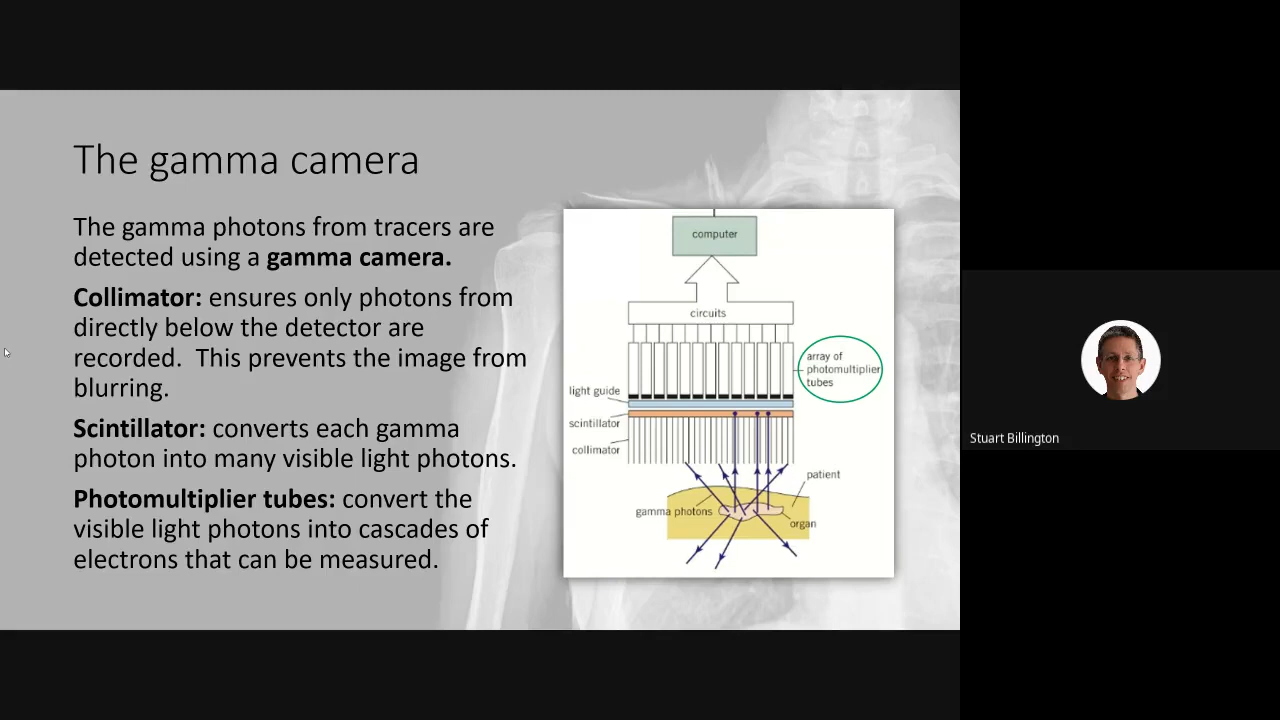 The gamma camera
The gamma photons from tracers are
detected using a gamma camera.
Collimator: ensures only photons from
directly below the detector are
recorded.  This prevents the image from
blurring.
Scintillator: converts each gamma
photon into many visible light photons.
Photomultiplier tubes: convert the
visible light photons into cascades of
electrons that can be measured.
computer
circuits
array of
photomultiplier
tubes
light guide
scintillator
collimator
patient
gamma photons
organ
Stuart Billington